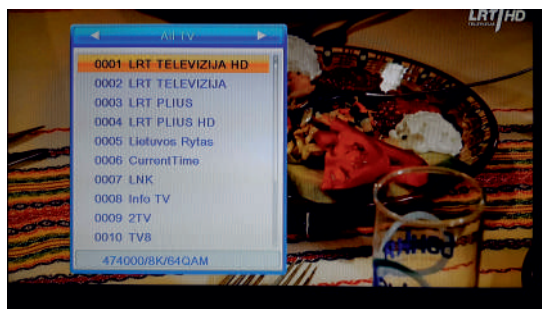 LRT HD
TELEVIZIJA
All TV
0001 LRT TELEVIZIJA HD
0002 LRT TELEVIZIJA
0003 LRT PLIUS
0004 LRT PLIUS HD
0005 Lietuvos Rytas
0006 CurrentTime
0007 LNK
0008 Info TV
0009 2TV
0010 TV8
474000/8K/64QAM